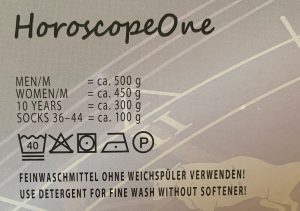 HoroscopeOne
MEN/M = ca. 500 g
WOMEN/M = ca. 450 g
10 YEARS = ca. 300 g
SOCKS 36-44 = ca. 100 g
40 P
FEINWASCHMITTEL OHNE WEICHSPÜLER VERWENDEN!
USE DETERGENT FOR FINE WASH WITHOUT SOFTENER!